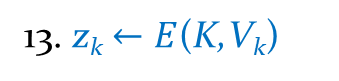 13. z_k ← E(K, V_k)